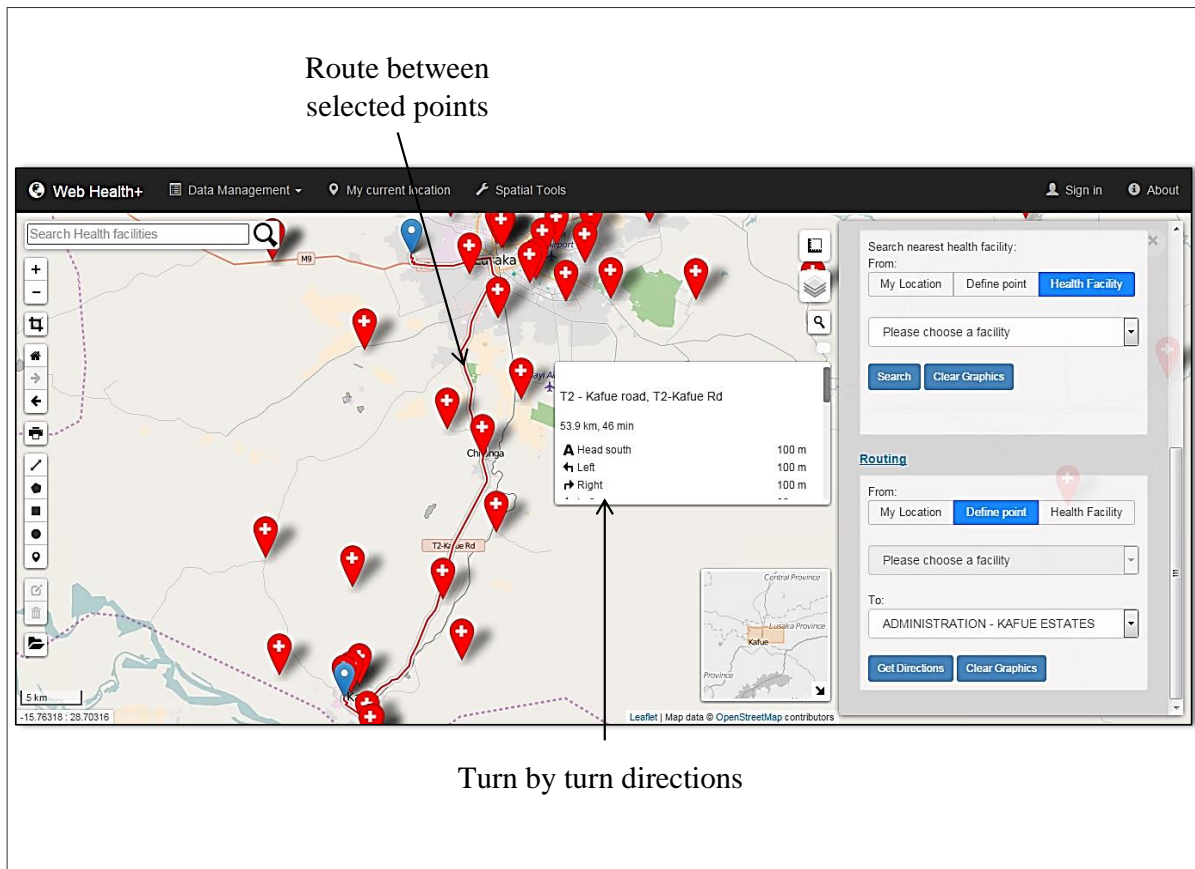 Route between
selected points
Web Health+ Data Management My current location Spatial Tools Sign in About
Search Health facilities
M9
Lusaka
Airport
T2 - Kafue road, T2-Kafue Rd
53.9 km, 46 min
Head south 100 m
Left 100 m
Right 100 m
T2-Kafue Rd
Central Province
Lusaka Province
Kafue
Province
5 km
-15.76318 : 28.70316
Leaflet | Map data © OpenStreetMap contributors
Search nearest health facility:
From:
My Location Define point Health Facility
Please choose a facility
Search Clear Graphics
Routing
From:
My Location Define point Health Facility
Please choose a facility
To:
ADMINISTRATION - KAFUE ESTATES
Get Directions Clear Graphics
Turn by turn directions